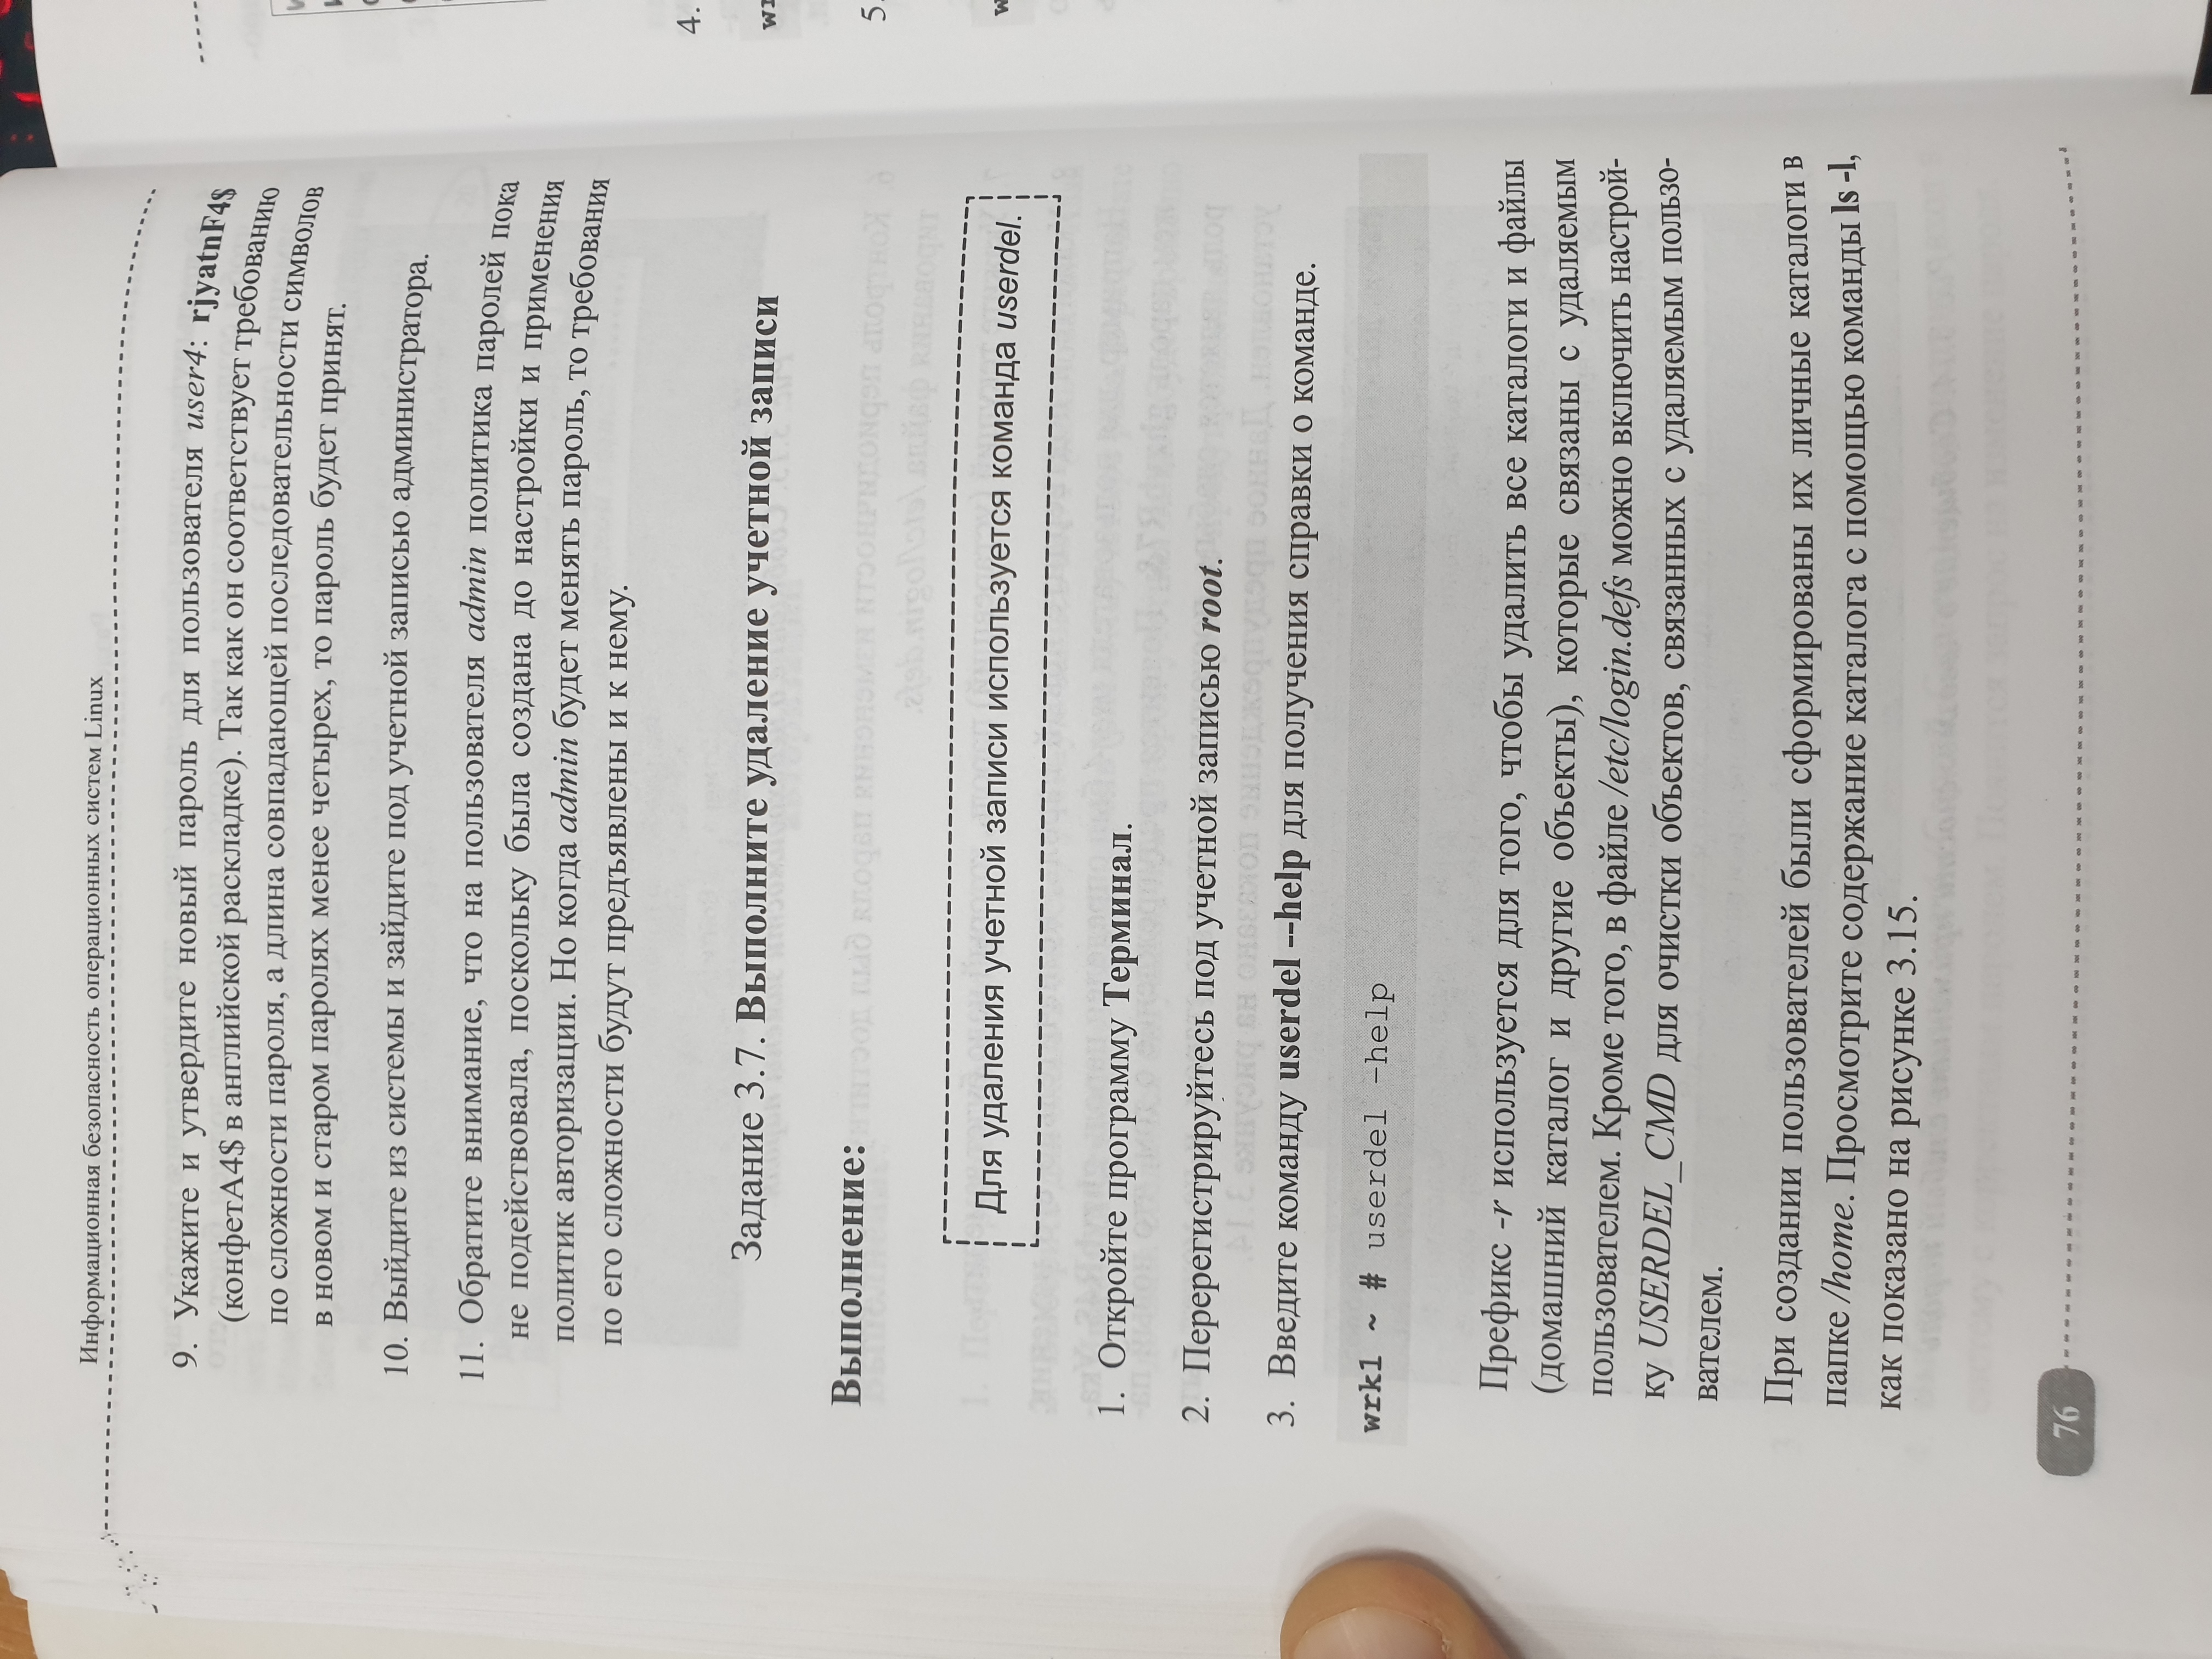 Информационная безопасность операционных систем Linux
9. Укажите и утвердите новый пароль для пользователя user4: rjyatnF4$
(конфетА4$ в английской раскладке). Так как он соответствует требованию
по сложности пароля, а длина совпадающей последовательности символов
в новом и старом паролях менее четырех, то пароль будет принят.
10. Выйдите из системы и зайдите под учетной записью администратора.
11. Обратите внимание, что на пользователя admin политика паролей пока
не подействовала, поскольку была создана до настройки и применения
политик авторизации. Но когда admin будет менять пароль, то требования
по его сложности будут предъявлены и к нему.
Задание 3.7. Выполните удаление учетной записи
Выполнение:
Для удаления учетной записи используется команда userdel.
1. Откройте программу Терминал.
2. Перерегистрируйтесь под учетной записью root.
3. Введите команду userdel --help для получения справки о команде.
wrk1 ~ # userdel –help
Префикс -r используется для того, чтобы удалить все каталоги и файлы
(домашний каталог и другие объекты), которые связаны с удаляемым
пользователем. Кроме того, в файле /etc/login.defs можно включить настрой-
ку USERDEL_CMD для очистки объектов, связанных с удаляемым пользо-
вателем.
При создании пользователей были сформированы их личные каталоги в
папке /home. Просмотрите содержание каталога с помощью команды ls -l,
как показано на рисунке 3.15.
76
4.
5.